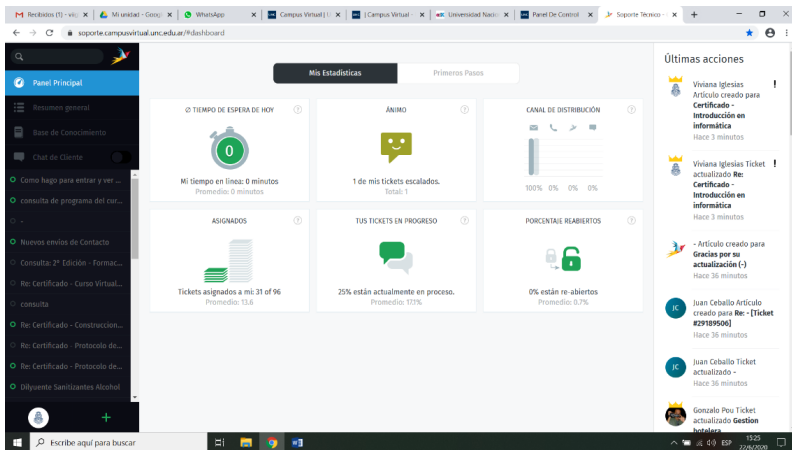 Recibidos (1) - vig
Mi unidad - Googl
WhatsApp
Campus Virtual | U
| Campus Virtual -
Universidad Nacio
Panel De Control
Soporte Técnico -
soporte.campusvirtual.unc.edu.ar/#dashboard
Panel Principal
Resumen general
Base de Conocimiento
Chat de Cliente
Como hago para entrar y ver ...
consulta de programa del cur...
-
Nuevos envíos de Contacto
Consulta: 2° Edición - Formac...
Re: Certificado - Curso Virtual...
consulta
Re: Certificado - Construccion...
Re: Certificado - Protocolo de...
Re: Certificado - Protocolo de...
Dilyuente Sanitizantes Alcohol
Mis Estadísticas
Primeros Pasos
∅ TIEMPO DE ESPERA DE HOY
0
Mi tiempo en línea: 0 minutos
Promedio: 0 minutos
ÁNIMO
1 de mis tickets escalados.
Total: 1
CANAL DE DISTRIBUCIÓN
100% 0% 0% 0%
ASIGNADOS
Tickets asignados a mi: 31 of 96
Promedio: 13.6
TUS TICKETS EN PROGRESO
25% están actualmente en proceso.
Promedio: 17.1%
PORCENTAJE REABIERTOS
0% están re-abiertos
Promedio: 0.7%
Últimas acciones
Viviana Iglesias
Artículo creado para
Certificado -
Introducción en
informática
Hace 3 minutos
Viviana Iglesias Ticket
actualizado Re:
Certificado -
Introducción en
informática
Hace 3 minutos
- Artículo creado para
Gracias por su
actualización (-)
Hace 36 minutos
JC
Juan Ceballo Artículo
creado para Re: - [Ticket
#29189506]
Hace 36 minutos
JC
Juan Ceballo Ticket
actualizado -
Hace 36 minutos
Gonzalo Pou Ticket
actualizado Gestion
hotelera
Escribe aquí para buscar
ESP
15:25
22/6/2020